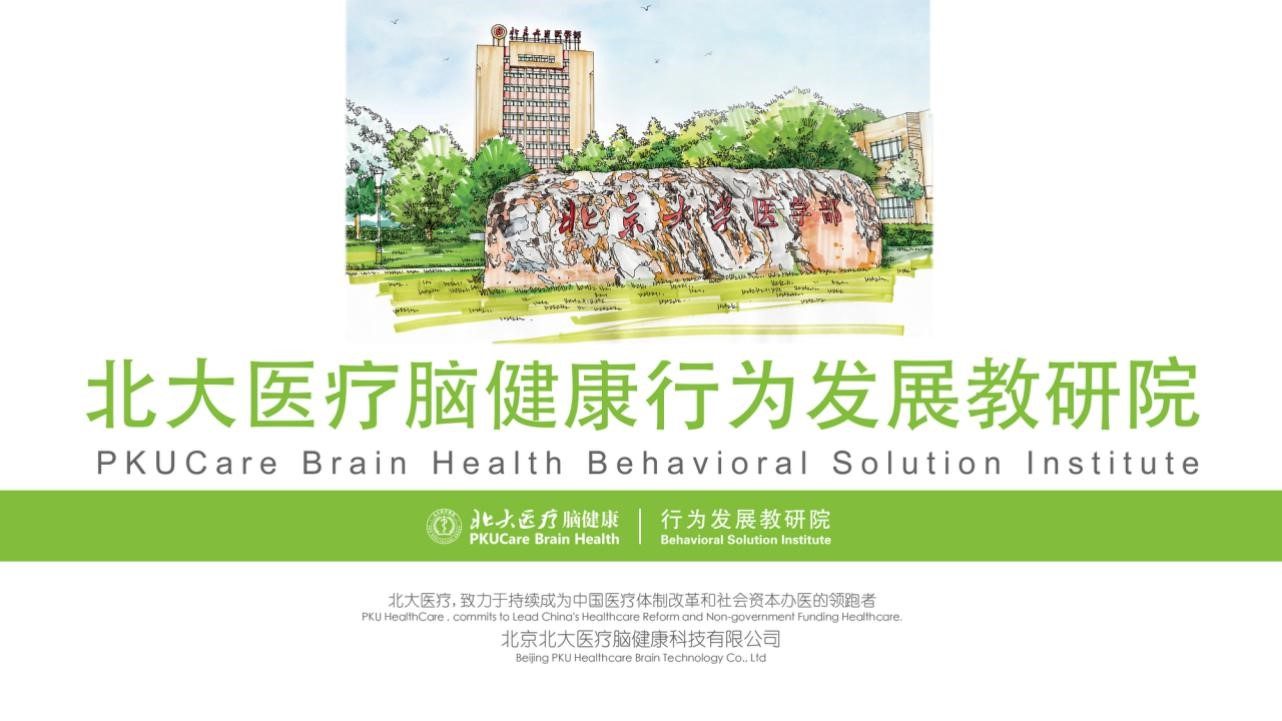 北京大学医学部
北京大学医学部
北大医疗脑健康行为发展教研院
PKUCare Brain Health Behavioral Solution Institute
北大医疗脑健康
PKUCare Brain Health
行为发展教研院
Behavioral Solution Institute
北大医疗,致力于持续成为中国医疗体制改革和社会资本办医的领跑者
PKU HealthCare , commits to Lead China's Healthcare Reform and Non-government Funding Healthcare.
北京北大医疗脑健康科技有限公司
Beijing PKU Healthcare Brain Technology Co., Ltd